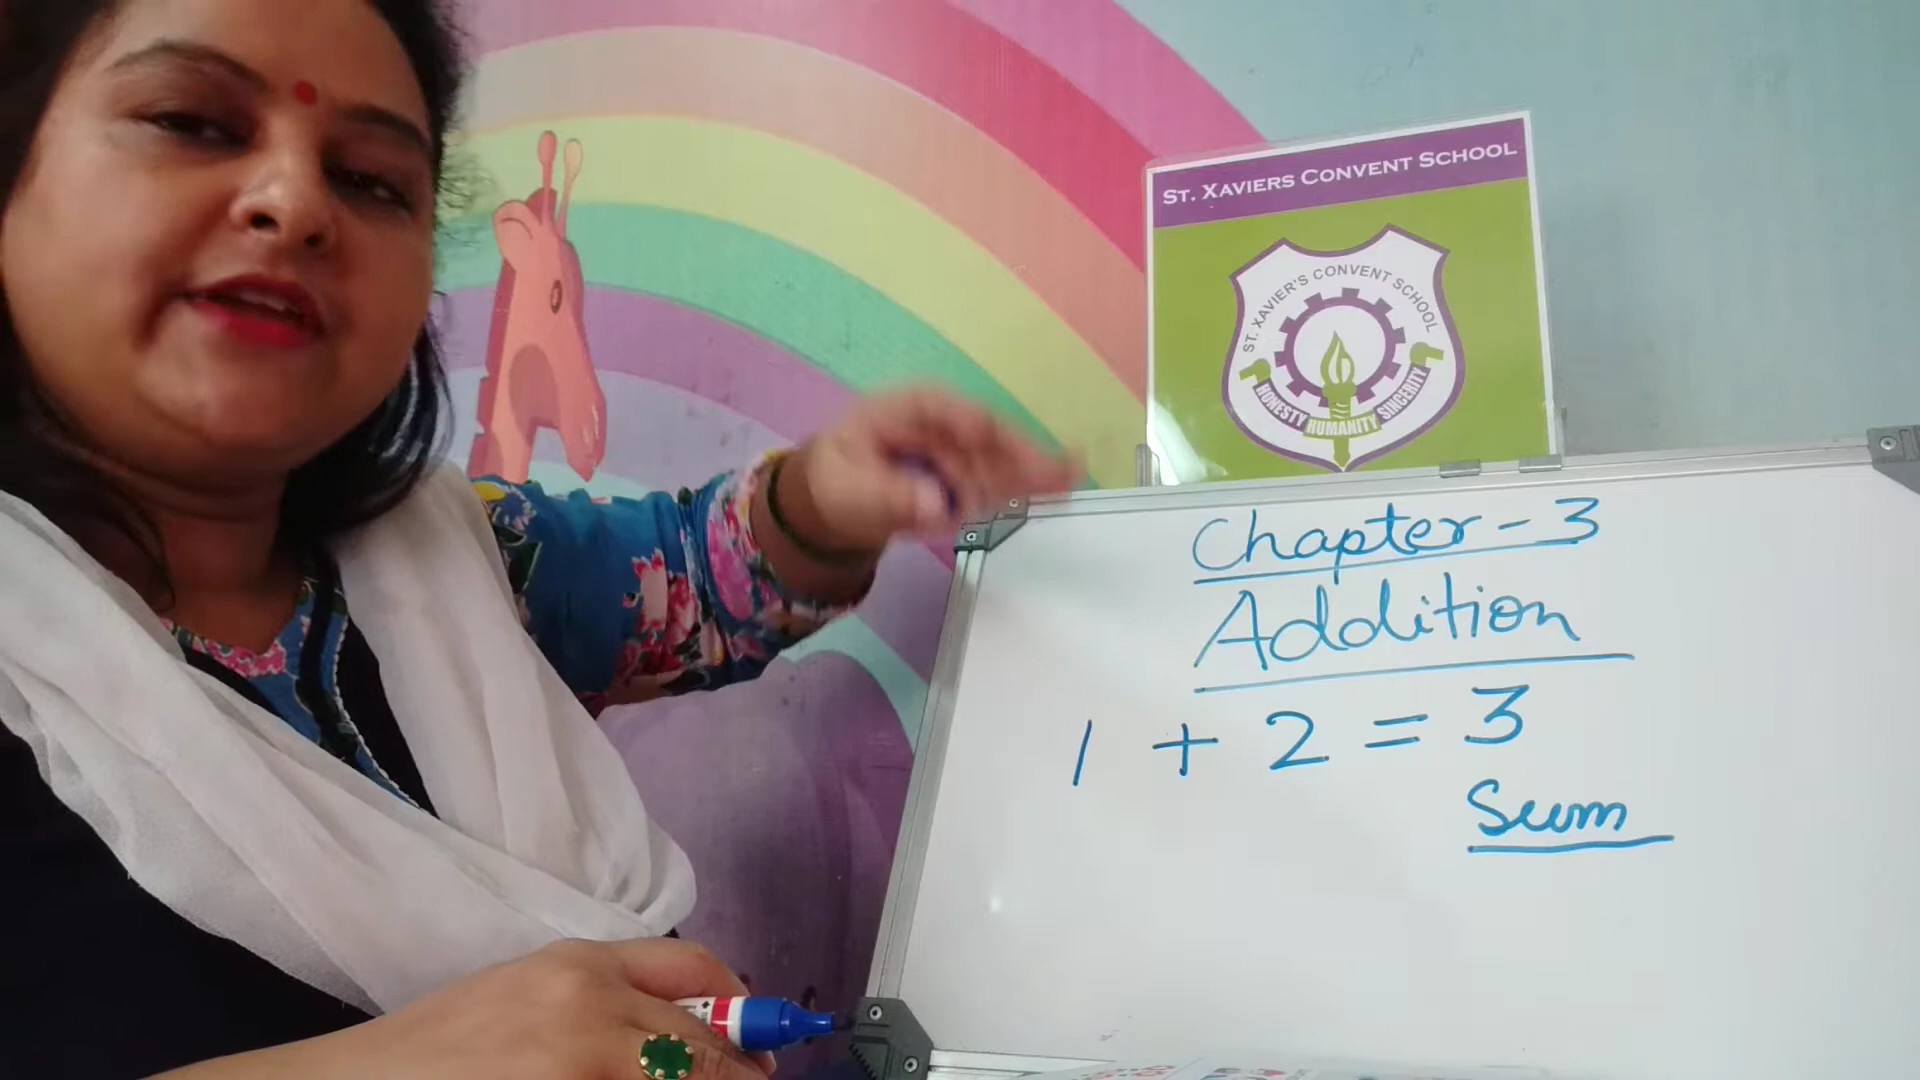 ST. XAVIERS CONVENT SCHOOL
ST. XAVIER'S CONVENT SCHOOL
HONESTY HUMANITY SINCERITY
Chapter - 3
Addition
1 + 2 = 3
Sum